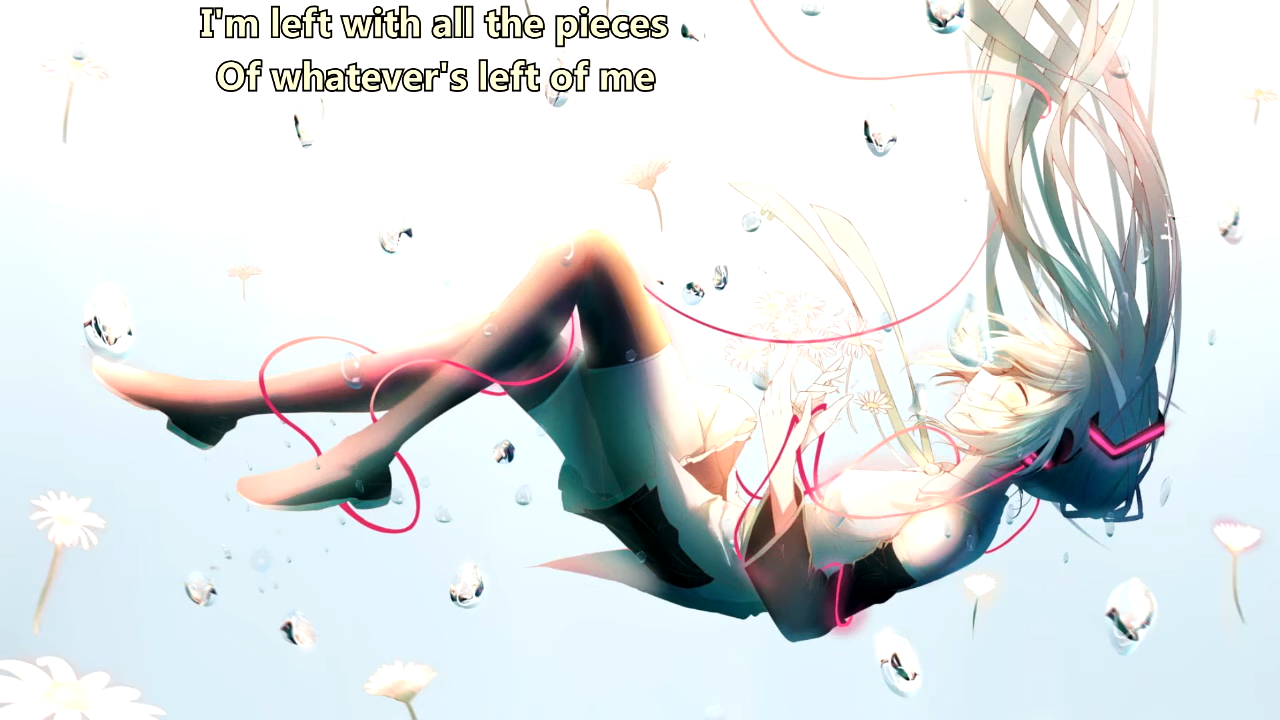 I'm left with all the pieces
Of whatever's left of me